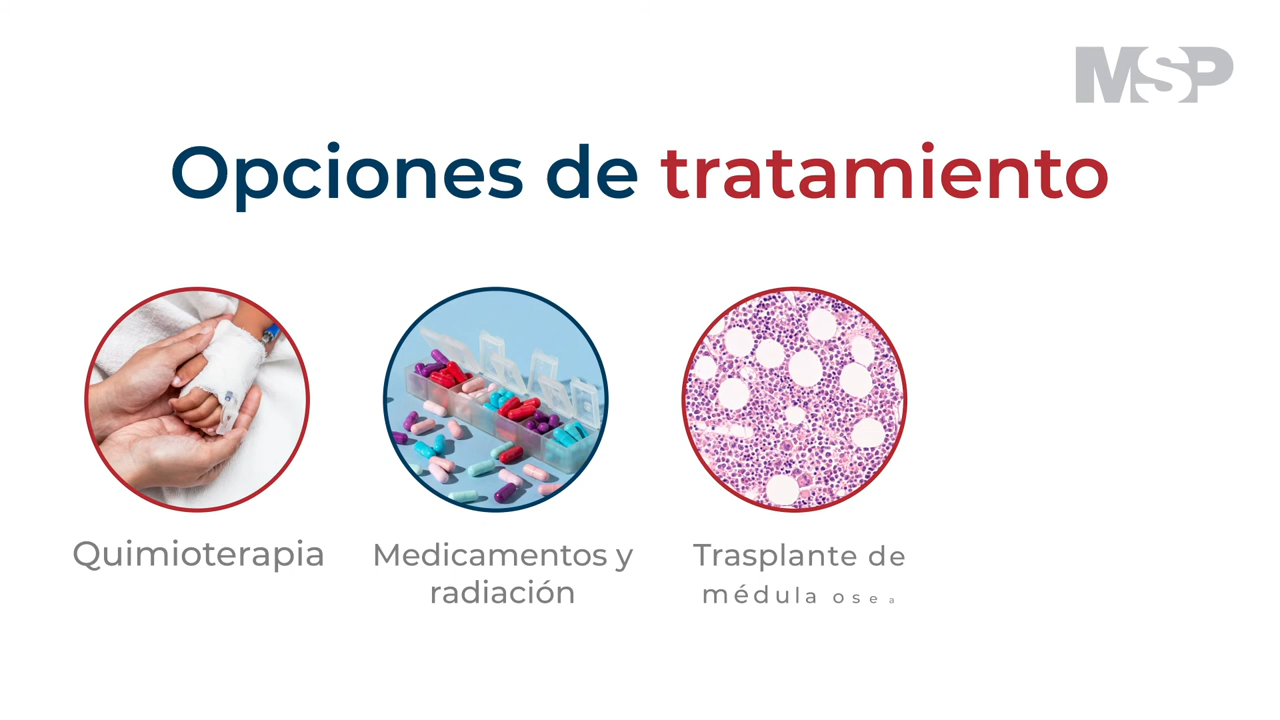 MSP
Opciones de tratamiento
Quimioterapia
Medicamentos y
radiación
Trasplante de
médula osea